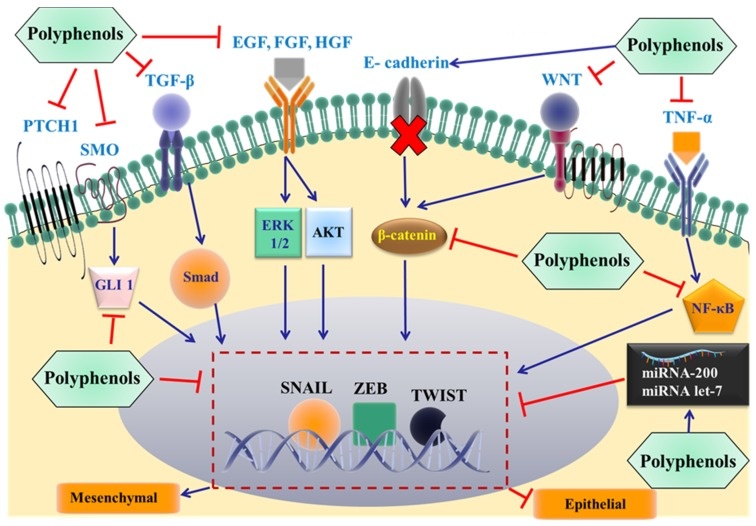 Polyphenols
EGF, FGF, HGF
E- cadherin
Polyphenols
TGF-β
WNT
PTCH1
TNF-α
SMO
ERK
1/2
AKT
β-catenin
Polyphenols
GLI 1
Smad
NF-κB
Polyphenols
miRNA-200
miRNA let-7
SNAIL
ZEB
TWIST
Polyphenols
Mesenchymal
Epithelial